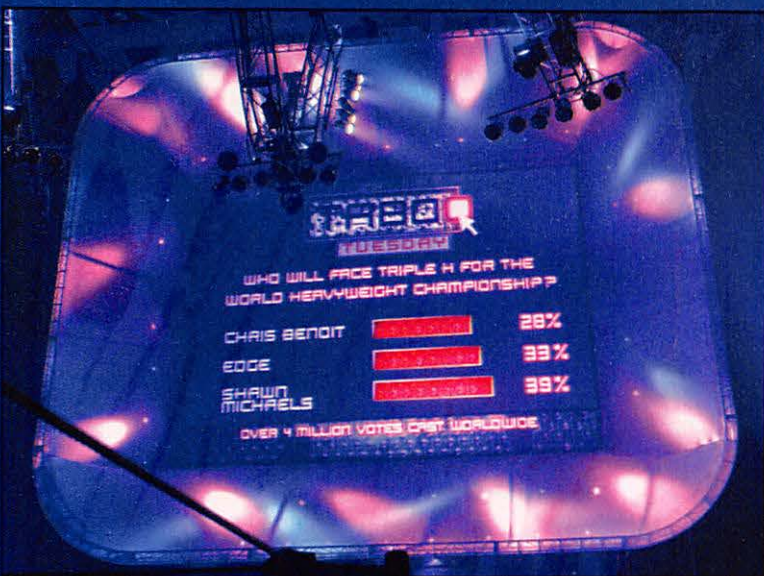 TABOO
TUESDAY
WHO WILL FACE TRIPLE H FOR THE
WORLD HEAVYWEIGHT CHAMPIONSHIP?
CHRIS BENOIT 28%
EDGE 33%
SHAWN
MICHAELS 39%
OVER 4 MILLION VOTES CAST WORLDWIDE